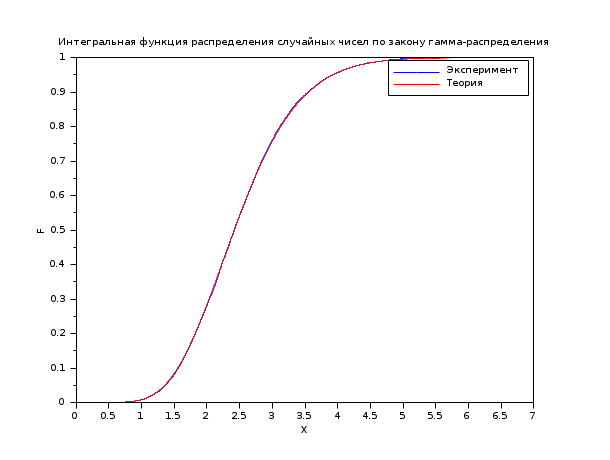 Интегральная функция распределения случайных чисел по закону гамма-распределения
1
Эксперимент
Теория
0.9
0.8
0.7
0.6
0.5
0.4
0.3
0.2
0.1
0
F
0 0.5 1 1.5 2 2.5 3 3.5 4 4.5 5 5.5 6 6.5 7
X